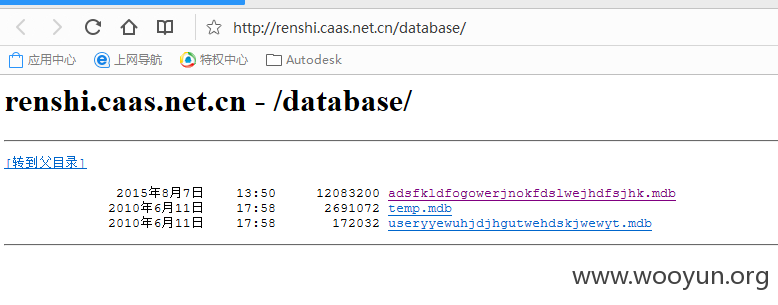 http://renshi.caas.net.cn/database/
应用中心 上网导航 特权中心 Autodesk
renshi.caas.net.cn - /database/
[转到父目录]
2015年8月7日 13:50 12083200 adsfkldfogowerjnokfdslwejhdfsjhk.mdb
2010年6月11日 17:58 2691072 temp.mdb
2010年6月11日 17:58 172032 useryyewuhjdjhgutwehdskjwewyt.mdb
www.wooyun.org